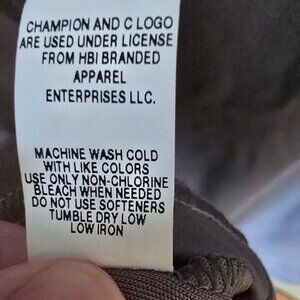 CHAMPION AND C LOGO
ARE USED UNDER LICENSE
FROM HBI BRANDED
APPAREL
ENTERPRISES LLC.
MACHINE WASH COLD
WITH LIKE COLORS
USE ONLY NON-CHLORINE
BLEACH WHEN NEEDED
DO NOT USE SOFTENERS
TUMBLE DRY LOW
LOW IRON